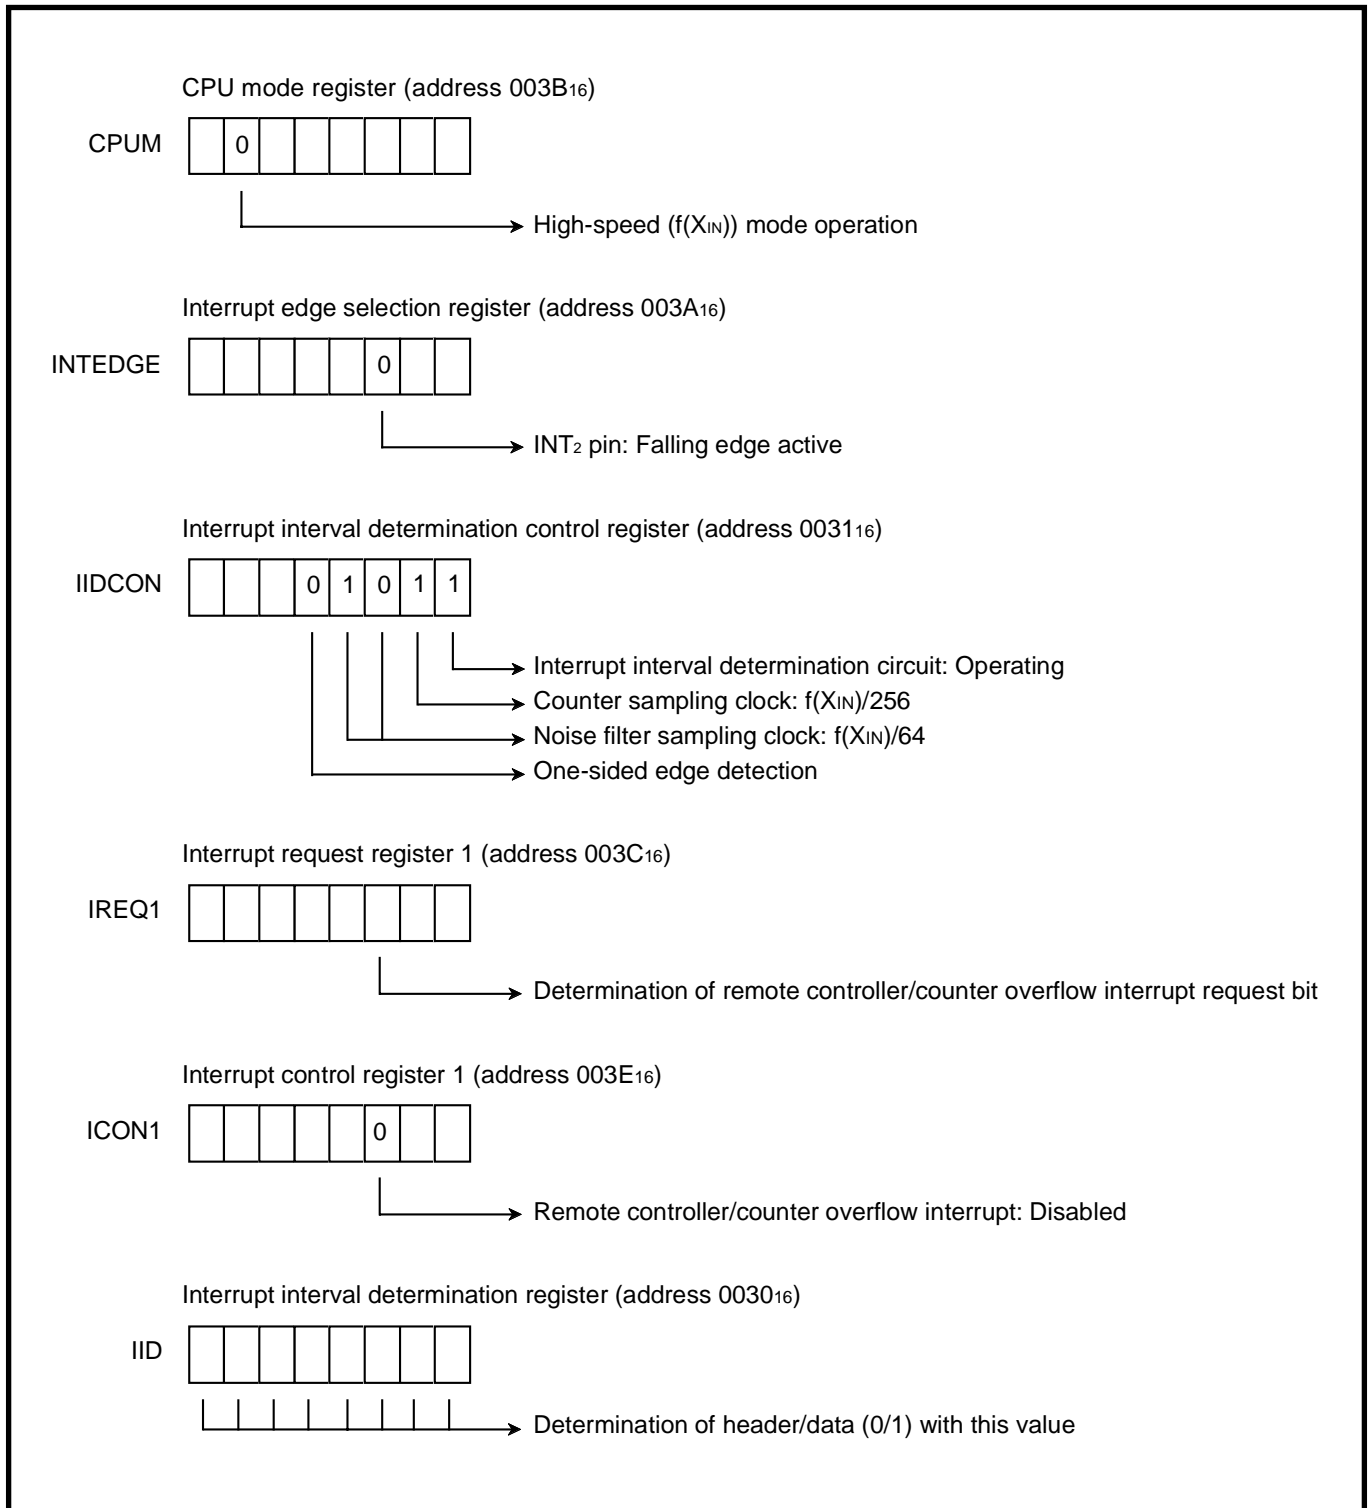 CPU mode register (address 003B16)
CPUM 0
High-speed (f(XIN)) mode operation
Interrupt edge selection register (address 003A16)
INTEDGE 0
INT2 pin: Falling edge active
Interrupt interval determination control register (address 003116)
IIDCON 0 1 0 1 1
Interrupt interval determination circuit: Operating
Counter sampling clock: f(XIN)/256
Noise filter sampling clock: f(XIN)/64
One-sided edge detection
Interrupt request register 1 (address 003C16)
IREQ1
Determination of remote controller/counter overflow interrupt request bit
Interrupt control register 1 (address 003E16)
ICON1 0
Remote controller/counter overflow interrupt: Disabled
Interrupt interval determination register (address 003016)
IID
Determination of header/data (0/1) with this value